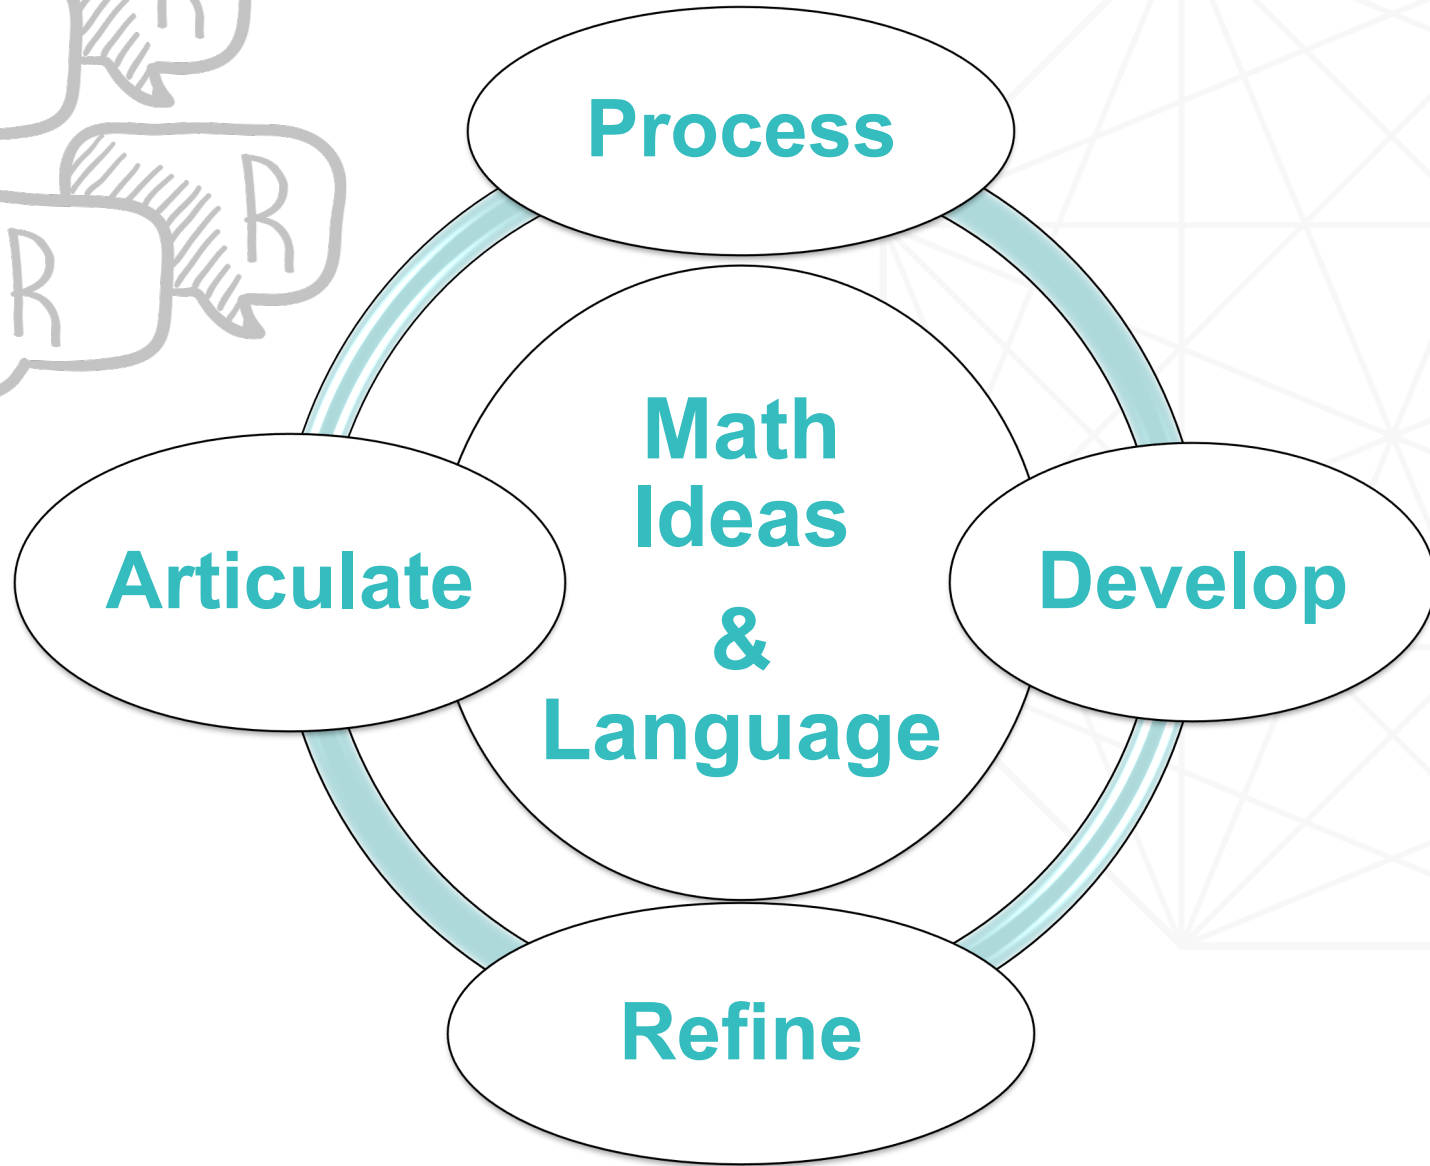 R
R
R
Process
Math
Ideas
&
Language
Articulate
Develop
Refine